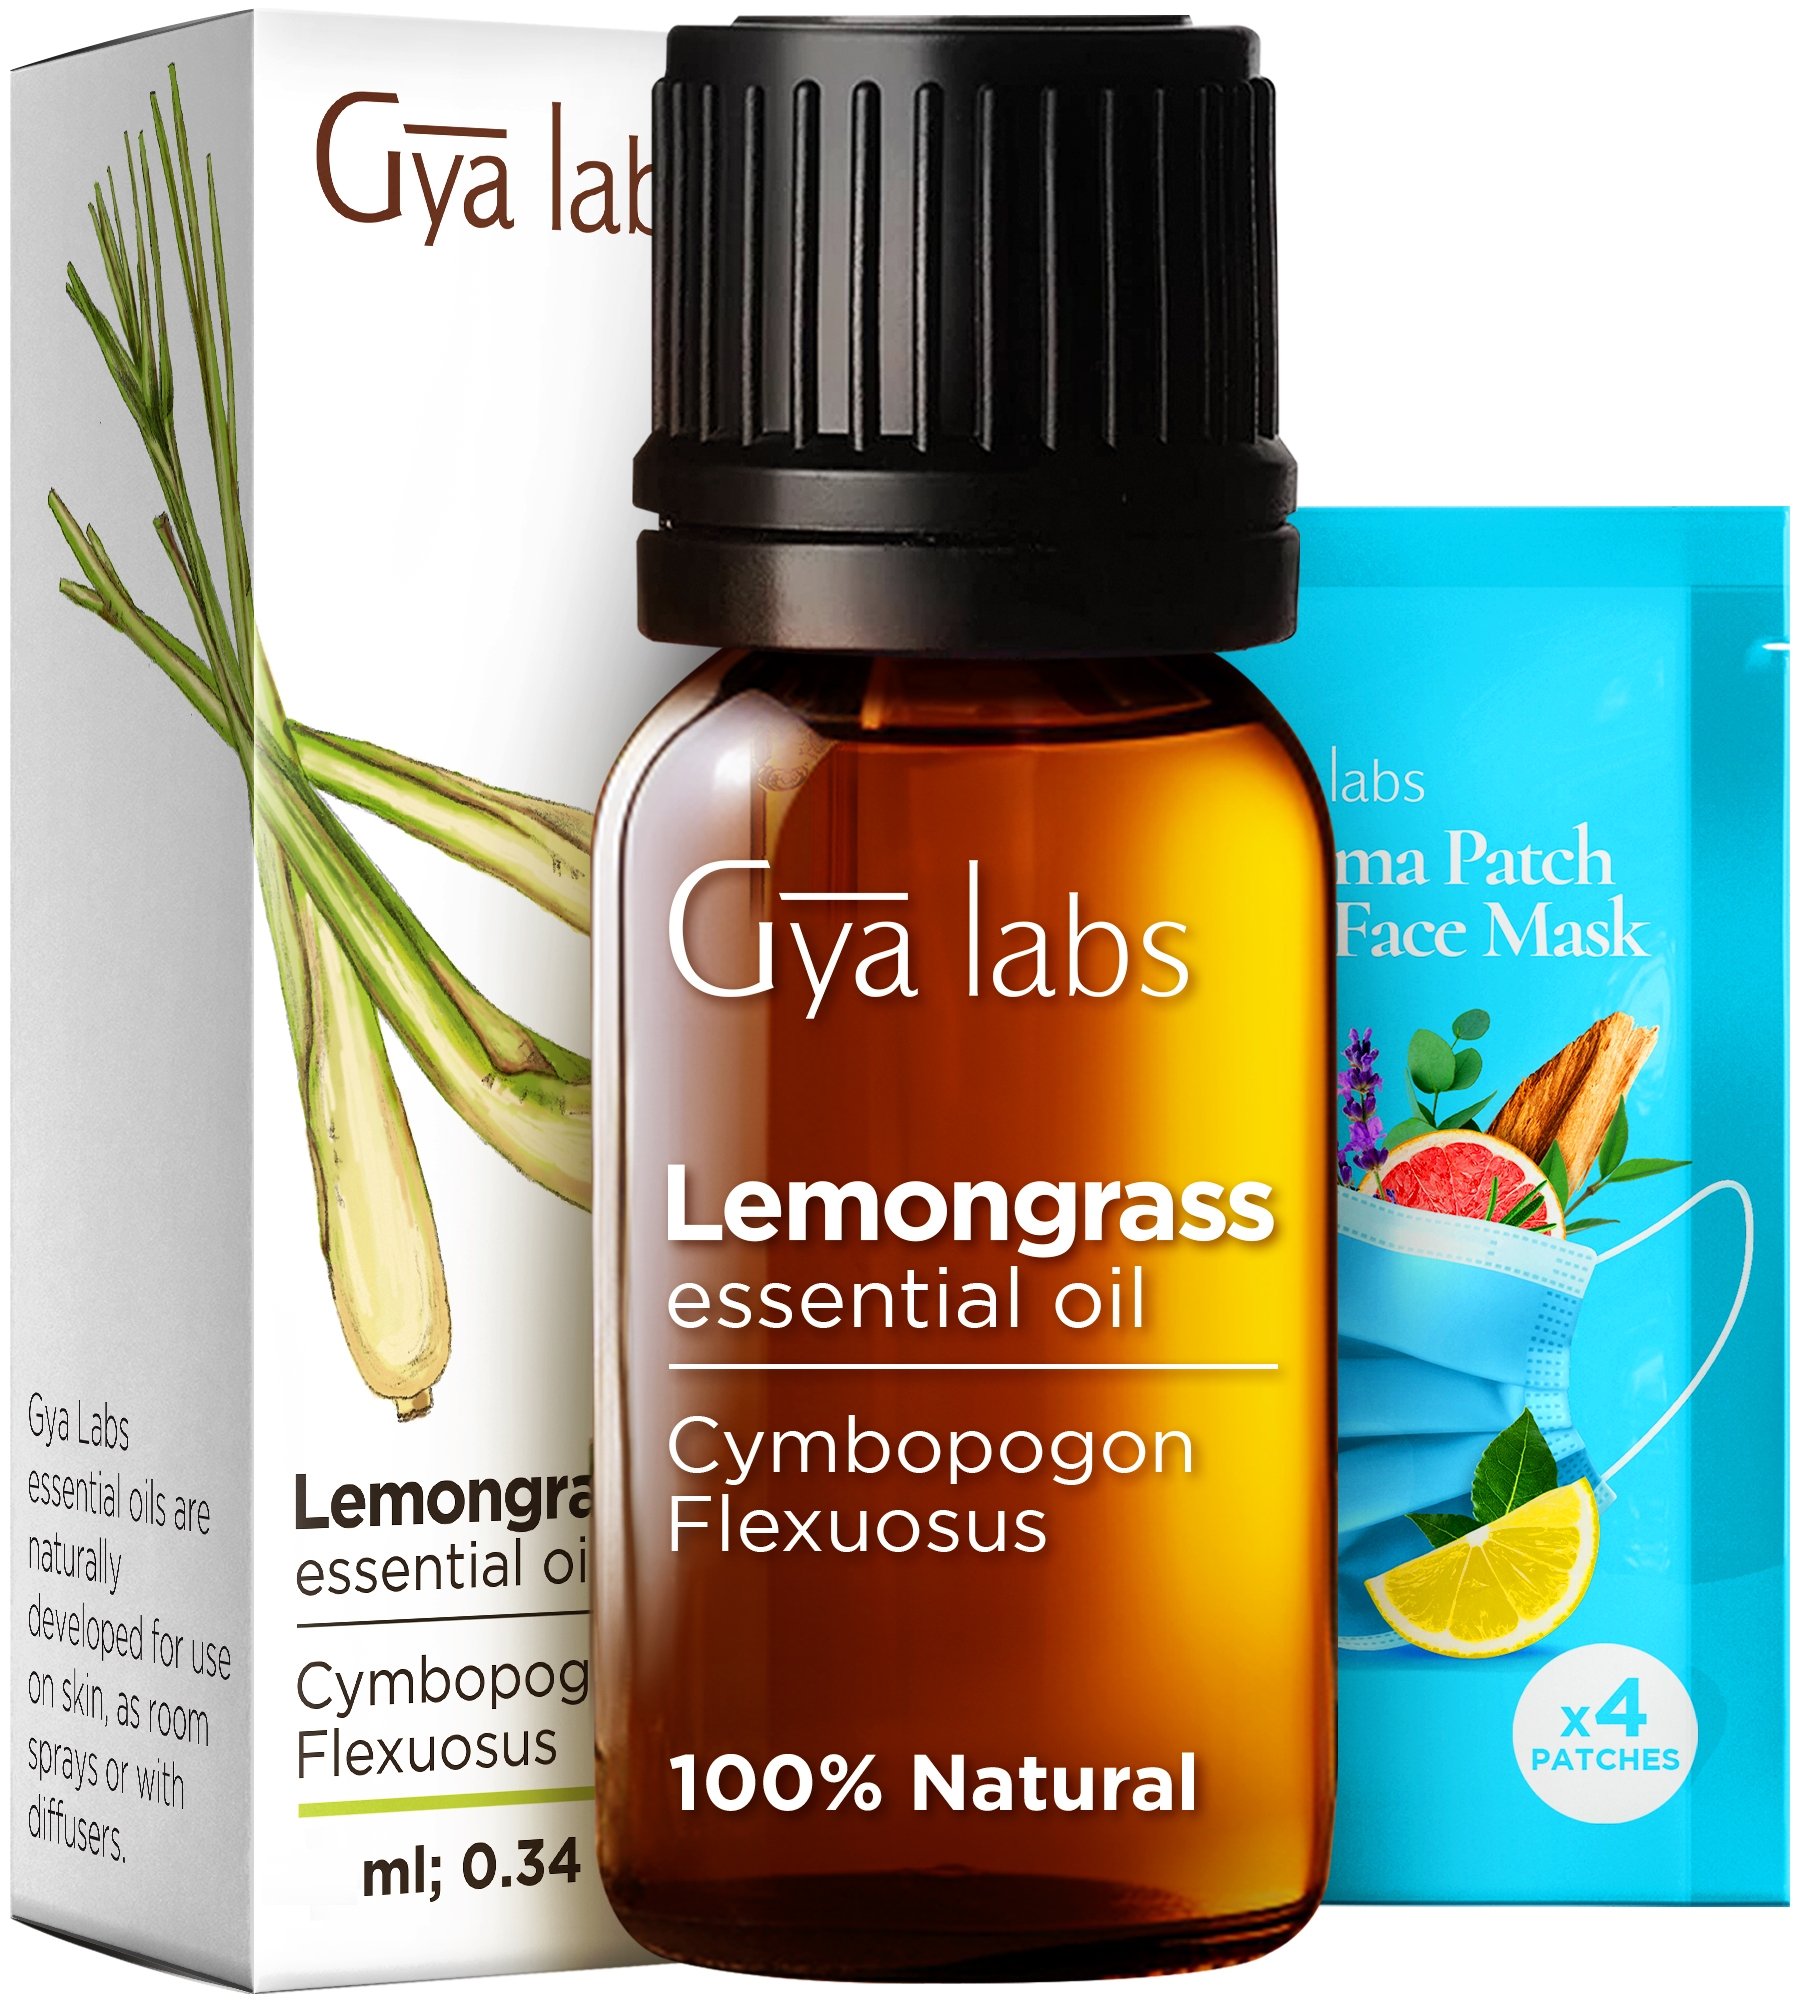 Gya lab
Gya Labs
essential oils are
naturally
developed for use
on skin, as room
sprays or with
diffusers.
Lemongra
essential oi
Cymbopog
Flexuosus
ml; 0.34
Gya labs
Lemongrass
essential oil
Cymbopogon
Flexuosus
100% Natural
labs
ma Patch
Face Mask
x4
PATCHES